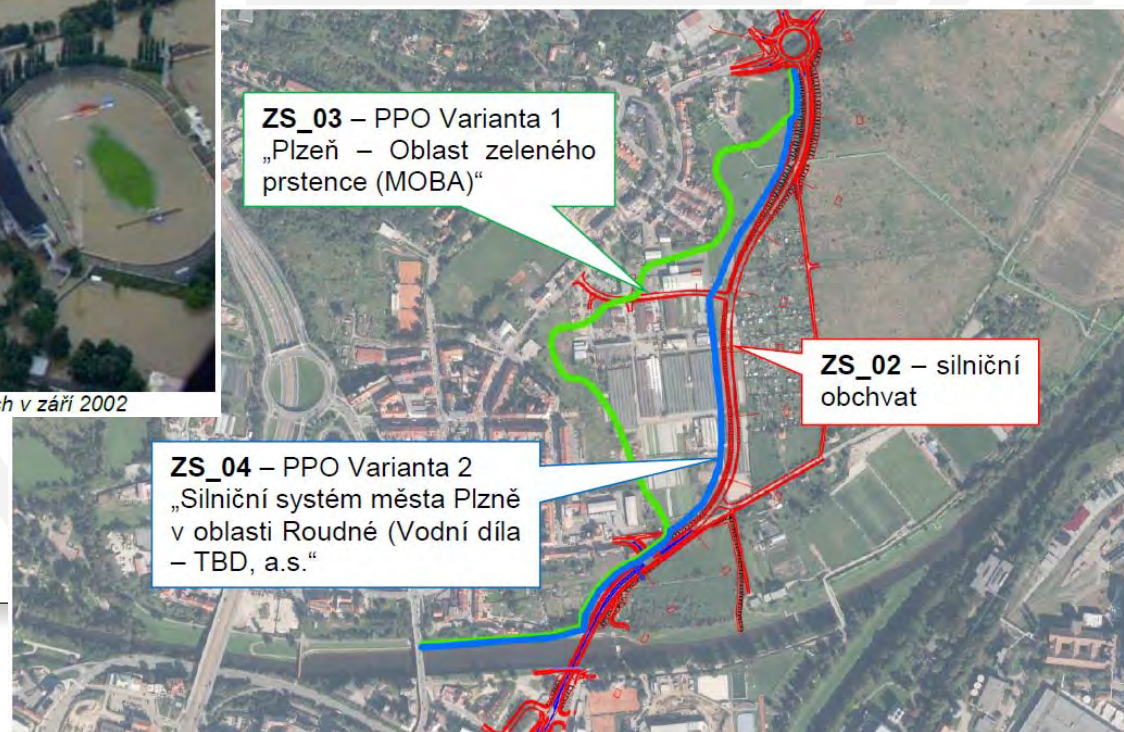 ZS_03 – PPO Varianta 1
„Plzeň – Oblast zeleného
prstence (MOBA)“
ZS_02 – silniční
obchvat
v září 2002
ZS_04 – PPO Varianta 2
„Silniční systém města Plzně
v oblasti Roudné (Vodní díla
– TBD, a.s.“